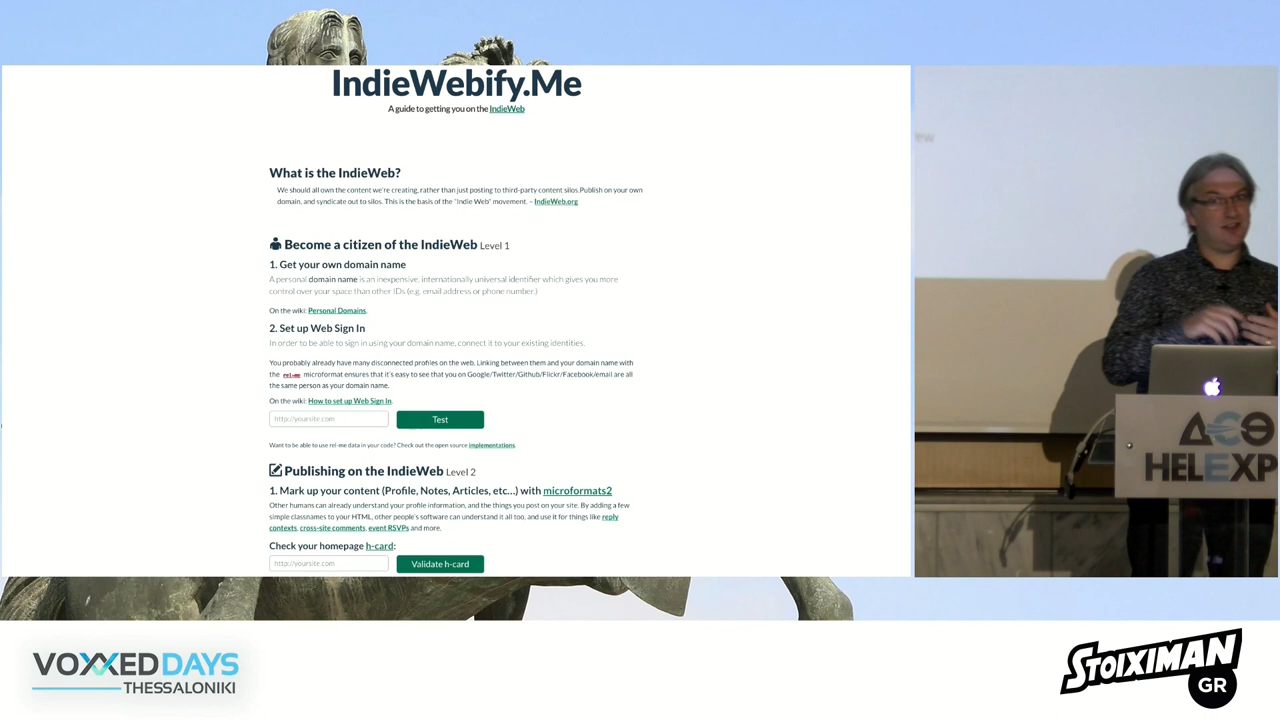 IndieWebify.Me
A guide to getting you on the IndieWeb
What is the IndieWeb?
We should all own the content we're creating, rather than just posting to third-party content silos.Publish on your own
domain, and syndicate out to silos. This is the basis of the "Indie Web" movement. – IndieWeb.org
Become a citizen of the IndieWeb Level 1
1. Get your own domain name
A personal domain name is an inexpensive, internationally universal identifier which gives you more
control over your space than other IDs (e.g. email address or phone number.)
On the wiki: Personal Domains.
2. Set up Web Sign In
In order to be able to sign in using your domain name, connect it to your existing identities.
You probably already have many disconnected profiles on the web. Linking between them and your domain name with
the rel=me microformat ensures that it's easy to see that you on Google/Twitter/Github/Flickr/Facebook/email are all
the same person as your domain name.
On the wiki: How to set up Web Sign In.
http://yoursite.com Test
Want to be able to use rel-me data in your code? Check out the open source implementations.
Publishing on the IndieWeb Level 2
1. Mark up your content (Profile, Notes, Articles, etc...) with microformats2
Other humans can already understand your profile information, and the things you post on your site. By adding a few
simple classnames to your HTML, other people's software can understand it all too, and use it for things like reply
contexts, cross-site comments, event RSVPs and more.
Check your homepage h-card:
http://yoursite.com Validate h-card
ΔΕΘ
HELEXP
VOXXED DAYS
THESSALONIKI
STOIXIMAN
GR